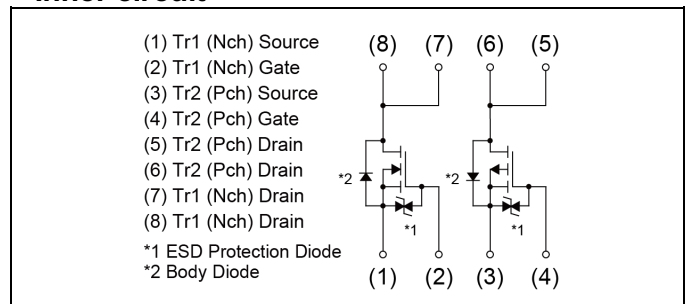 (1) Tr1 (Nch) Source
(2) Tr1 (Nch) Gate
(3) Tr2 (Pch) Source
(4) Tr2 (Pch) Gate
(5) Tr2 (Pch) Drain
(6) Tr2 (Pch) Drain
(7) Tr1 (Nch) Drain
(8) Tr1 (Nch) Drain
*1 ESD Protection Diode
*2 Body Diode
(8) (7) (6) (5)
*2 *2
*1 *1
(1) (2) (3) (4)